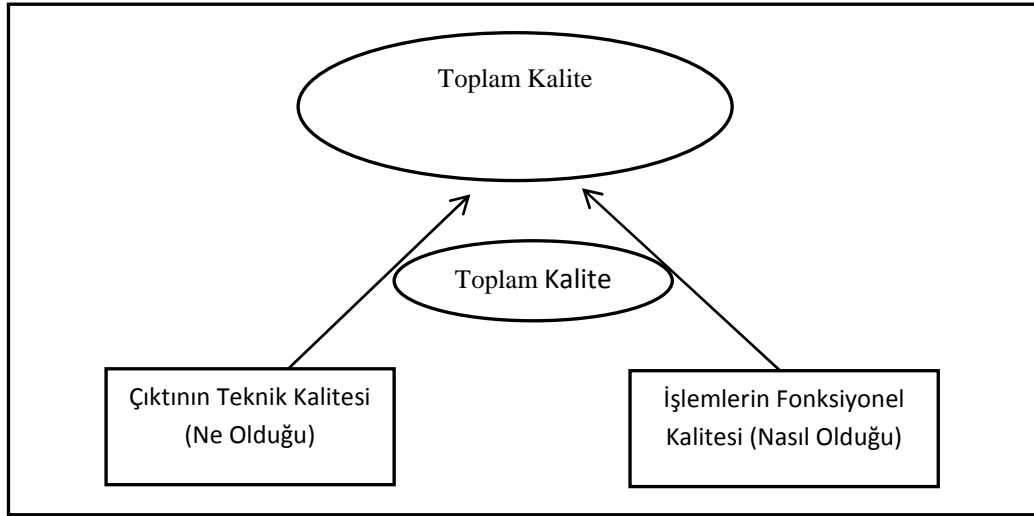 Toplam Kalite
Toplam Kalite
Çıktının Teknik Kalitesi
(Ne Olduğu)
İşlemlerin Fonksiyonel
Kalitesi (Nasıl Olduğu)